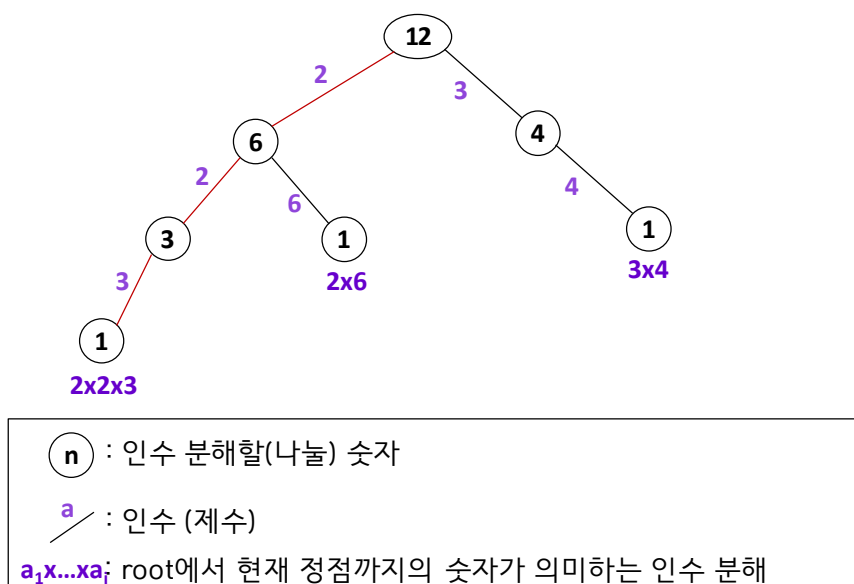 12
2
3
6
4
2
6
4
3
1
1
2x6
3x4
3
1
2x2x3
n : 인수 분해할(나눌) 숫자
a : 인수 (제수)
a₁x...xaᵢ: root에서 현재 정점까지의 숫자가 의미하는 인수 분해